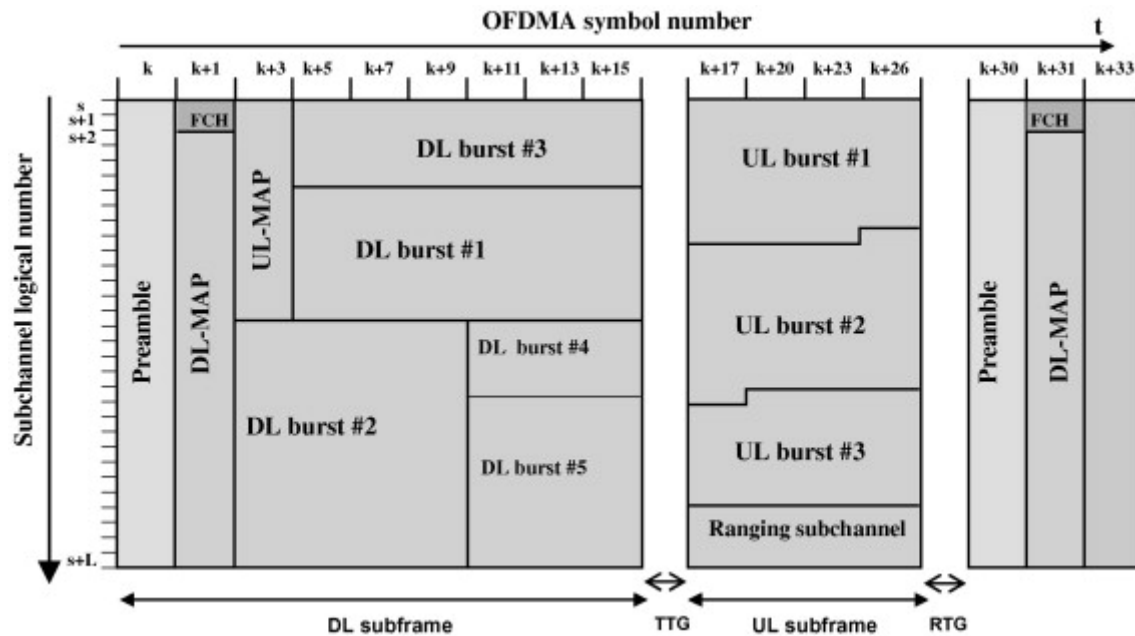 OFDMA symbol number
t
k k+1 k+3 k+5 k+7 k+9 k+11 k+13 k+15 k+17 k+20 k+23 k+26 k+30 k+31 k+33
Subchannel logical number
s
s+1
s+2
s+L
Preamble
FCH
DL-MAP
UL-MAP
DL burst #3
DL burst #1
DL burst #2
DL burst #4
DL burst #5
UL burst #1
UL burst #2
UL burst #3
Ranging subchannel
Preamble
FCH
DL-MAP
DL subframe
TTG
UL subframe
RTG